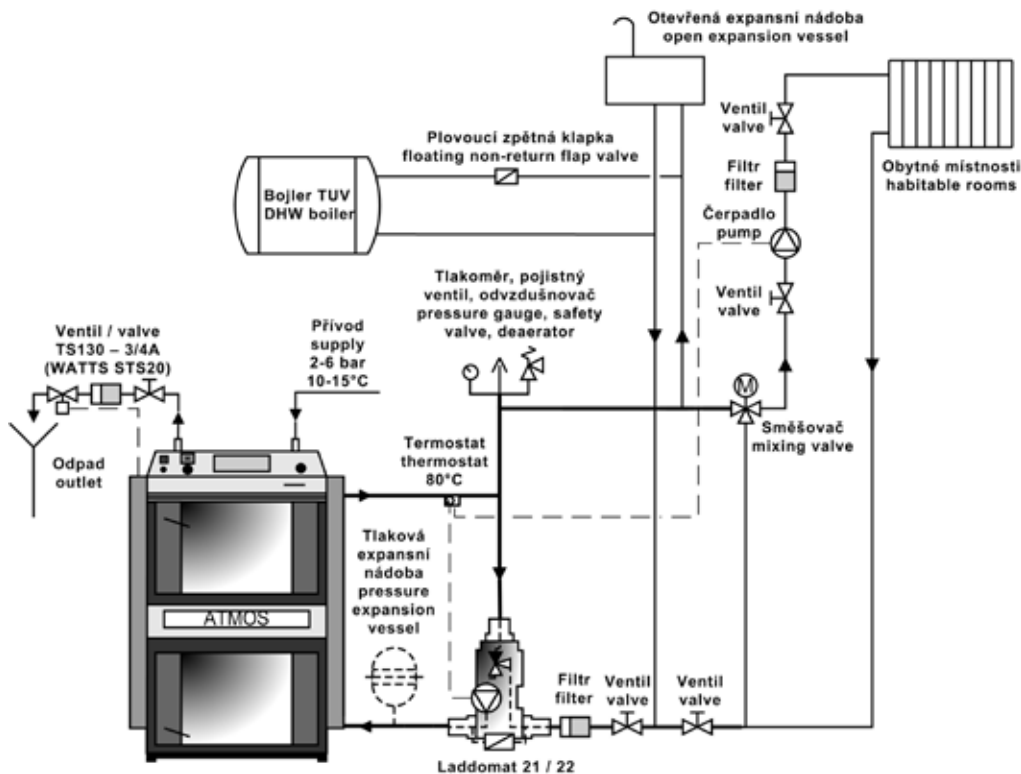 Otevřená expansní nádoba
open expansion vessel
Ventil
valve
Plovoucí zpětná klapka
floating non-return flap valve
Filtr
filter
Obytné místnosti
habitable rooms
Bojler TUV
DHW boiler
Čerpadlo
pump
Tlakoměr, pojistný
ventil, odvzdušnovač
pressure gauge, safety
valve, deaerator
Ventil
valve
Ventil / valve
TS130 – 3/4A
(WATTS STS20)
Přívod
supply
2-6 bar
10-15°C
M
Směšovač
mixing valve
Termostat
thermostat
80°C
Odpad
outlet
Tlaková
expansní
nádoba
pressure
expansion
vessel
ATMOS
Filtr
filter
Ventil
valve
Ventil
valve
Laddomat 21 / 22